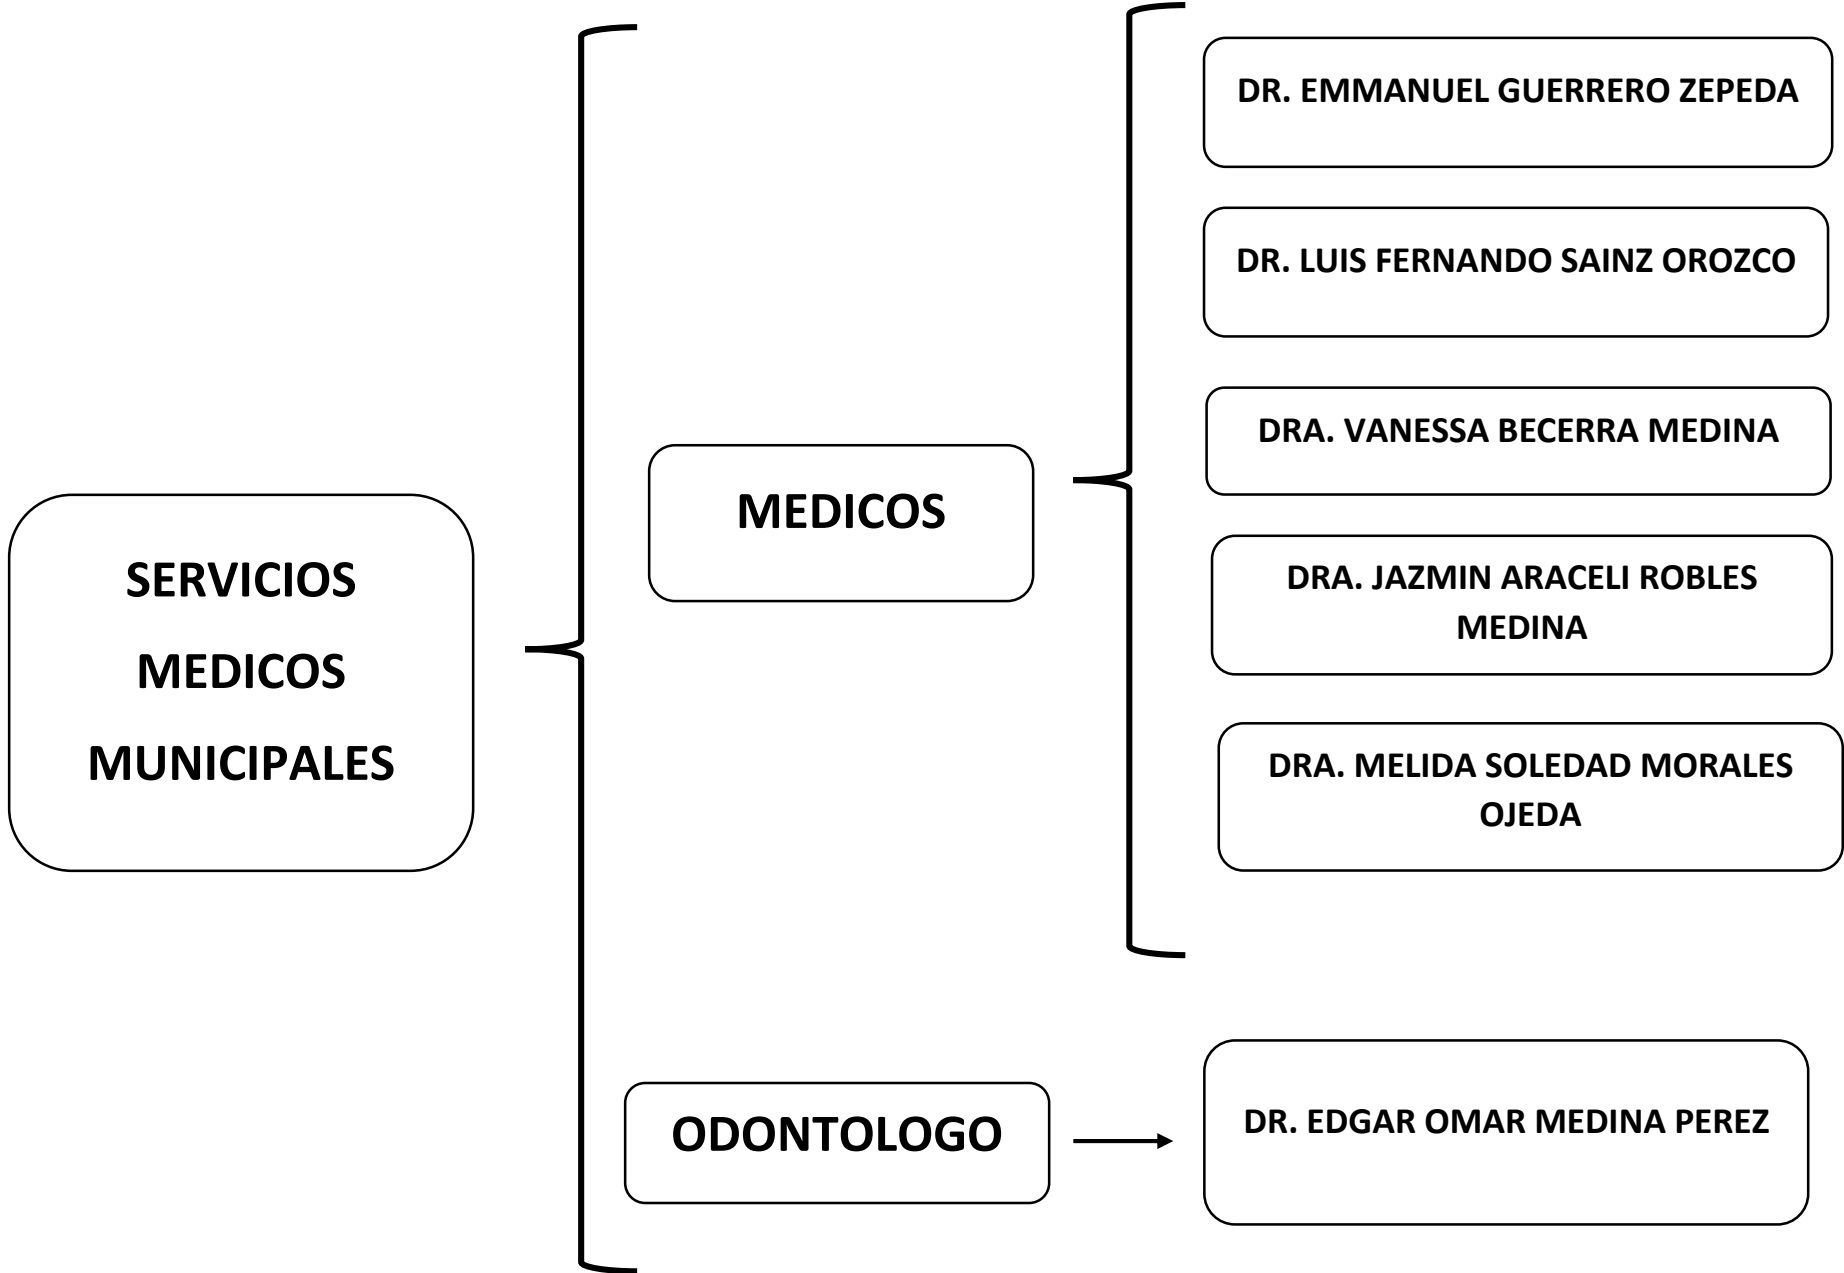 SERVICIOS
MEDICOS
MUNICIPALES
MEDICOS
DR. EMMANUEL GUERRERO ZEPEDA
DR. LUIS FERNANDO SAINZ OROZCO
DRA. VANESSA BECERRA MEDINA
DRA. JAZMIN ARACELI ROBLES
MEDINA
DRA. MELIDA SOLEDAD MORALES
OJEDA
ODONTOLOGO
DR. EDGAR OMAR MEDINA PEREZ